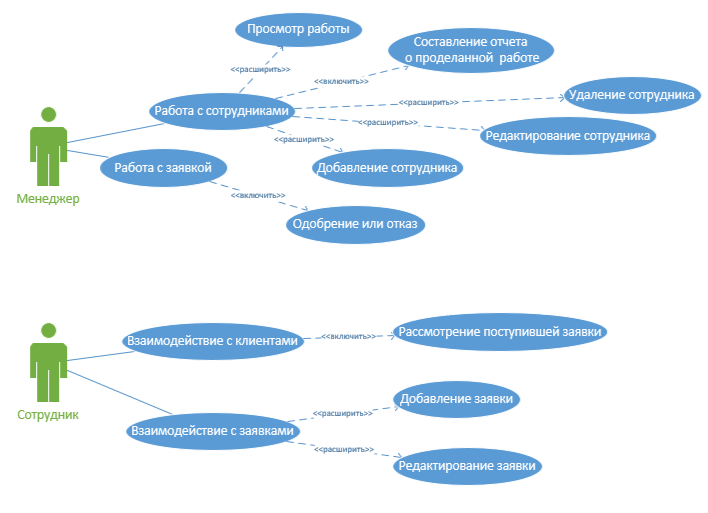 Просмотр работы
Составление отчета
о проделанной работе
<<расширить>>
<<включить>>
Удаление сотрудника
<<расширить>>
Работа с сотрудниками
<<расширить>>
Редактирование сотрудника
<<расширить>>
Работа с заявкой
Добавление сотрудника
Менеджер
<<включить>>
Одобрение или отказ
Взаимодействие с клиентами
<<включить>>
Рассмотрение поступившей заявки
Сотрудник
Добавление заявки
<<расширить>>
Взаимодействие с заявками
<<расширить>>
Редактирование заявки